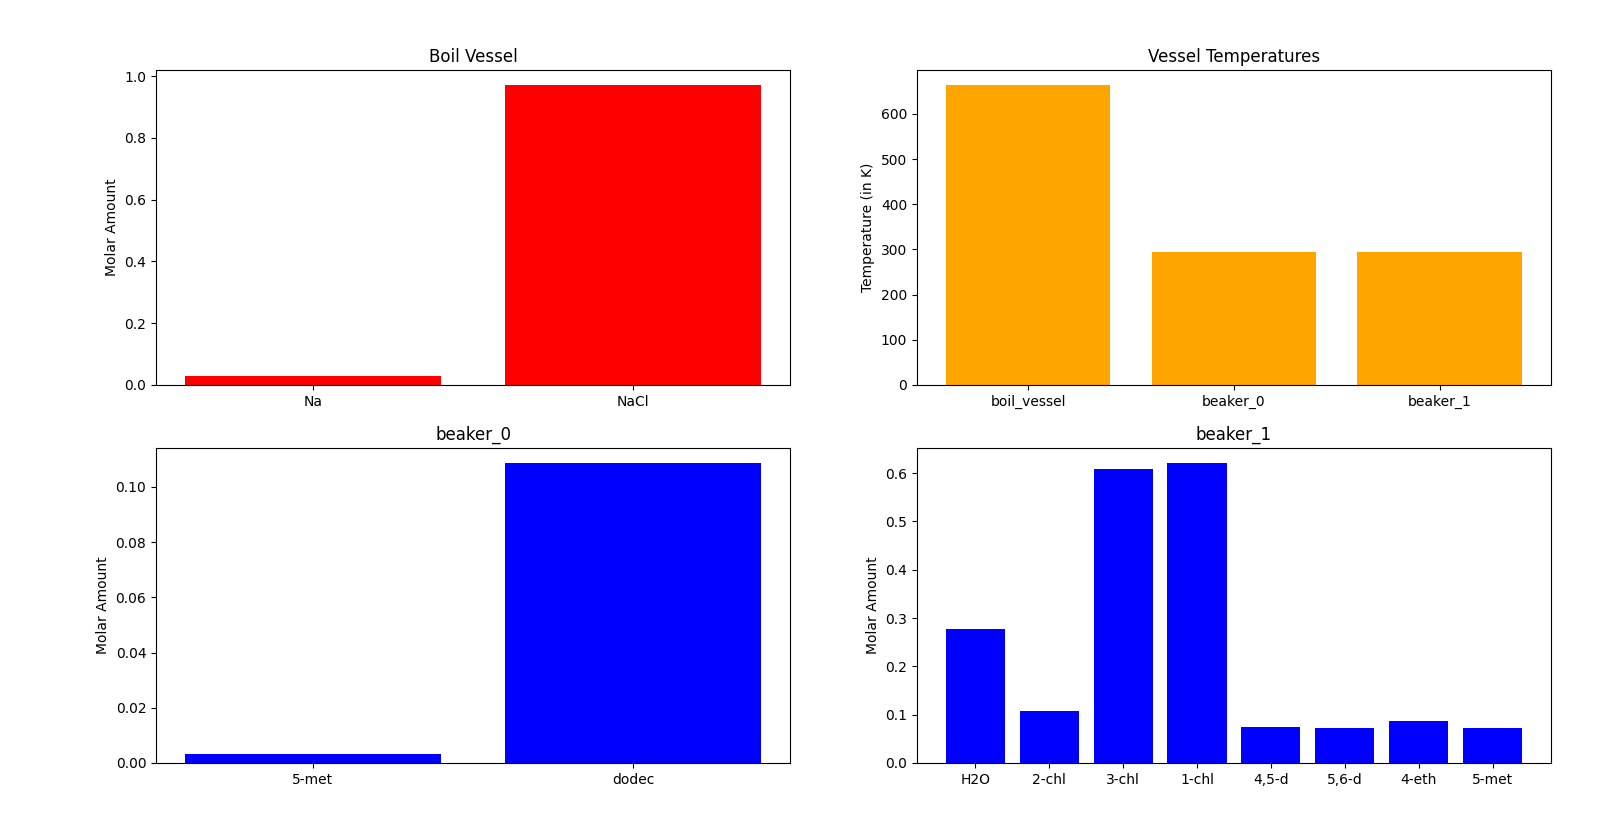 Boil Vessel
Molar Amount
1.0
0.8
0.6
0.4
0.2
0.0
Na NaCl
Vessel Temperatures
Temperature (in K)
600
500
400
300
200
100
0
boil_vessel beaker_0 beaker_1
beaker_0
Molar Amount
0.10
0.08
0.06
0.04
0.02
0.00
5-met dodec
beaker_1
Molar Amount
0.6
0.5
0.4
0.3
0.2
0.1
0.0
H2O 2-chl 3-chl 1-chl 4,5-d 5,6-d 4-eth 5-met